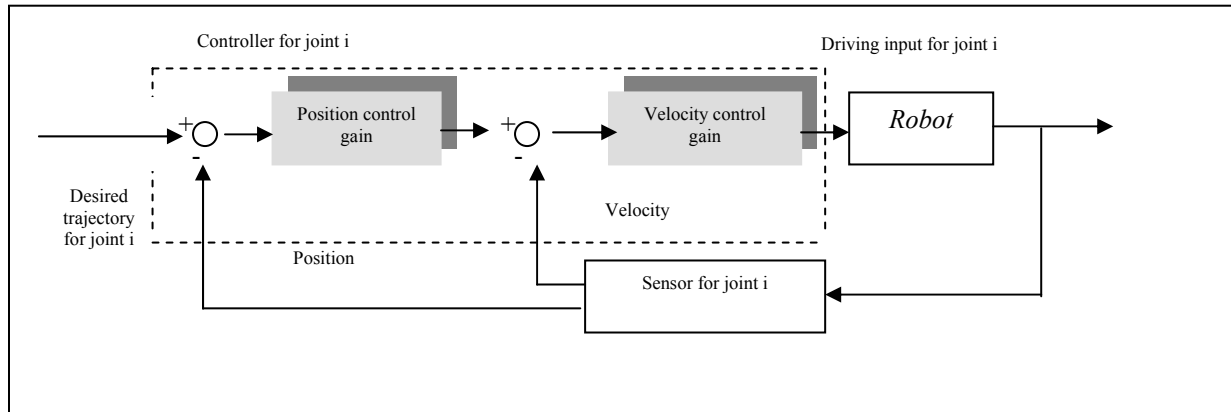 Controller for joint i
Driving input for joint i
+
-
Position control
gain
+
-
Velocity control
gain
Robot
Desired
trajectory
for joint i
Velocity
Position
Sensor for joint i